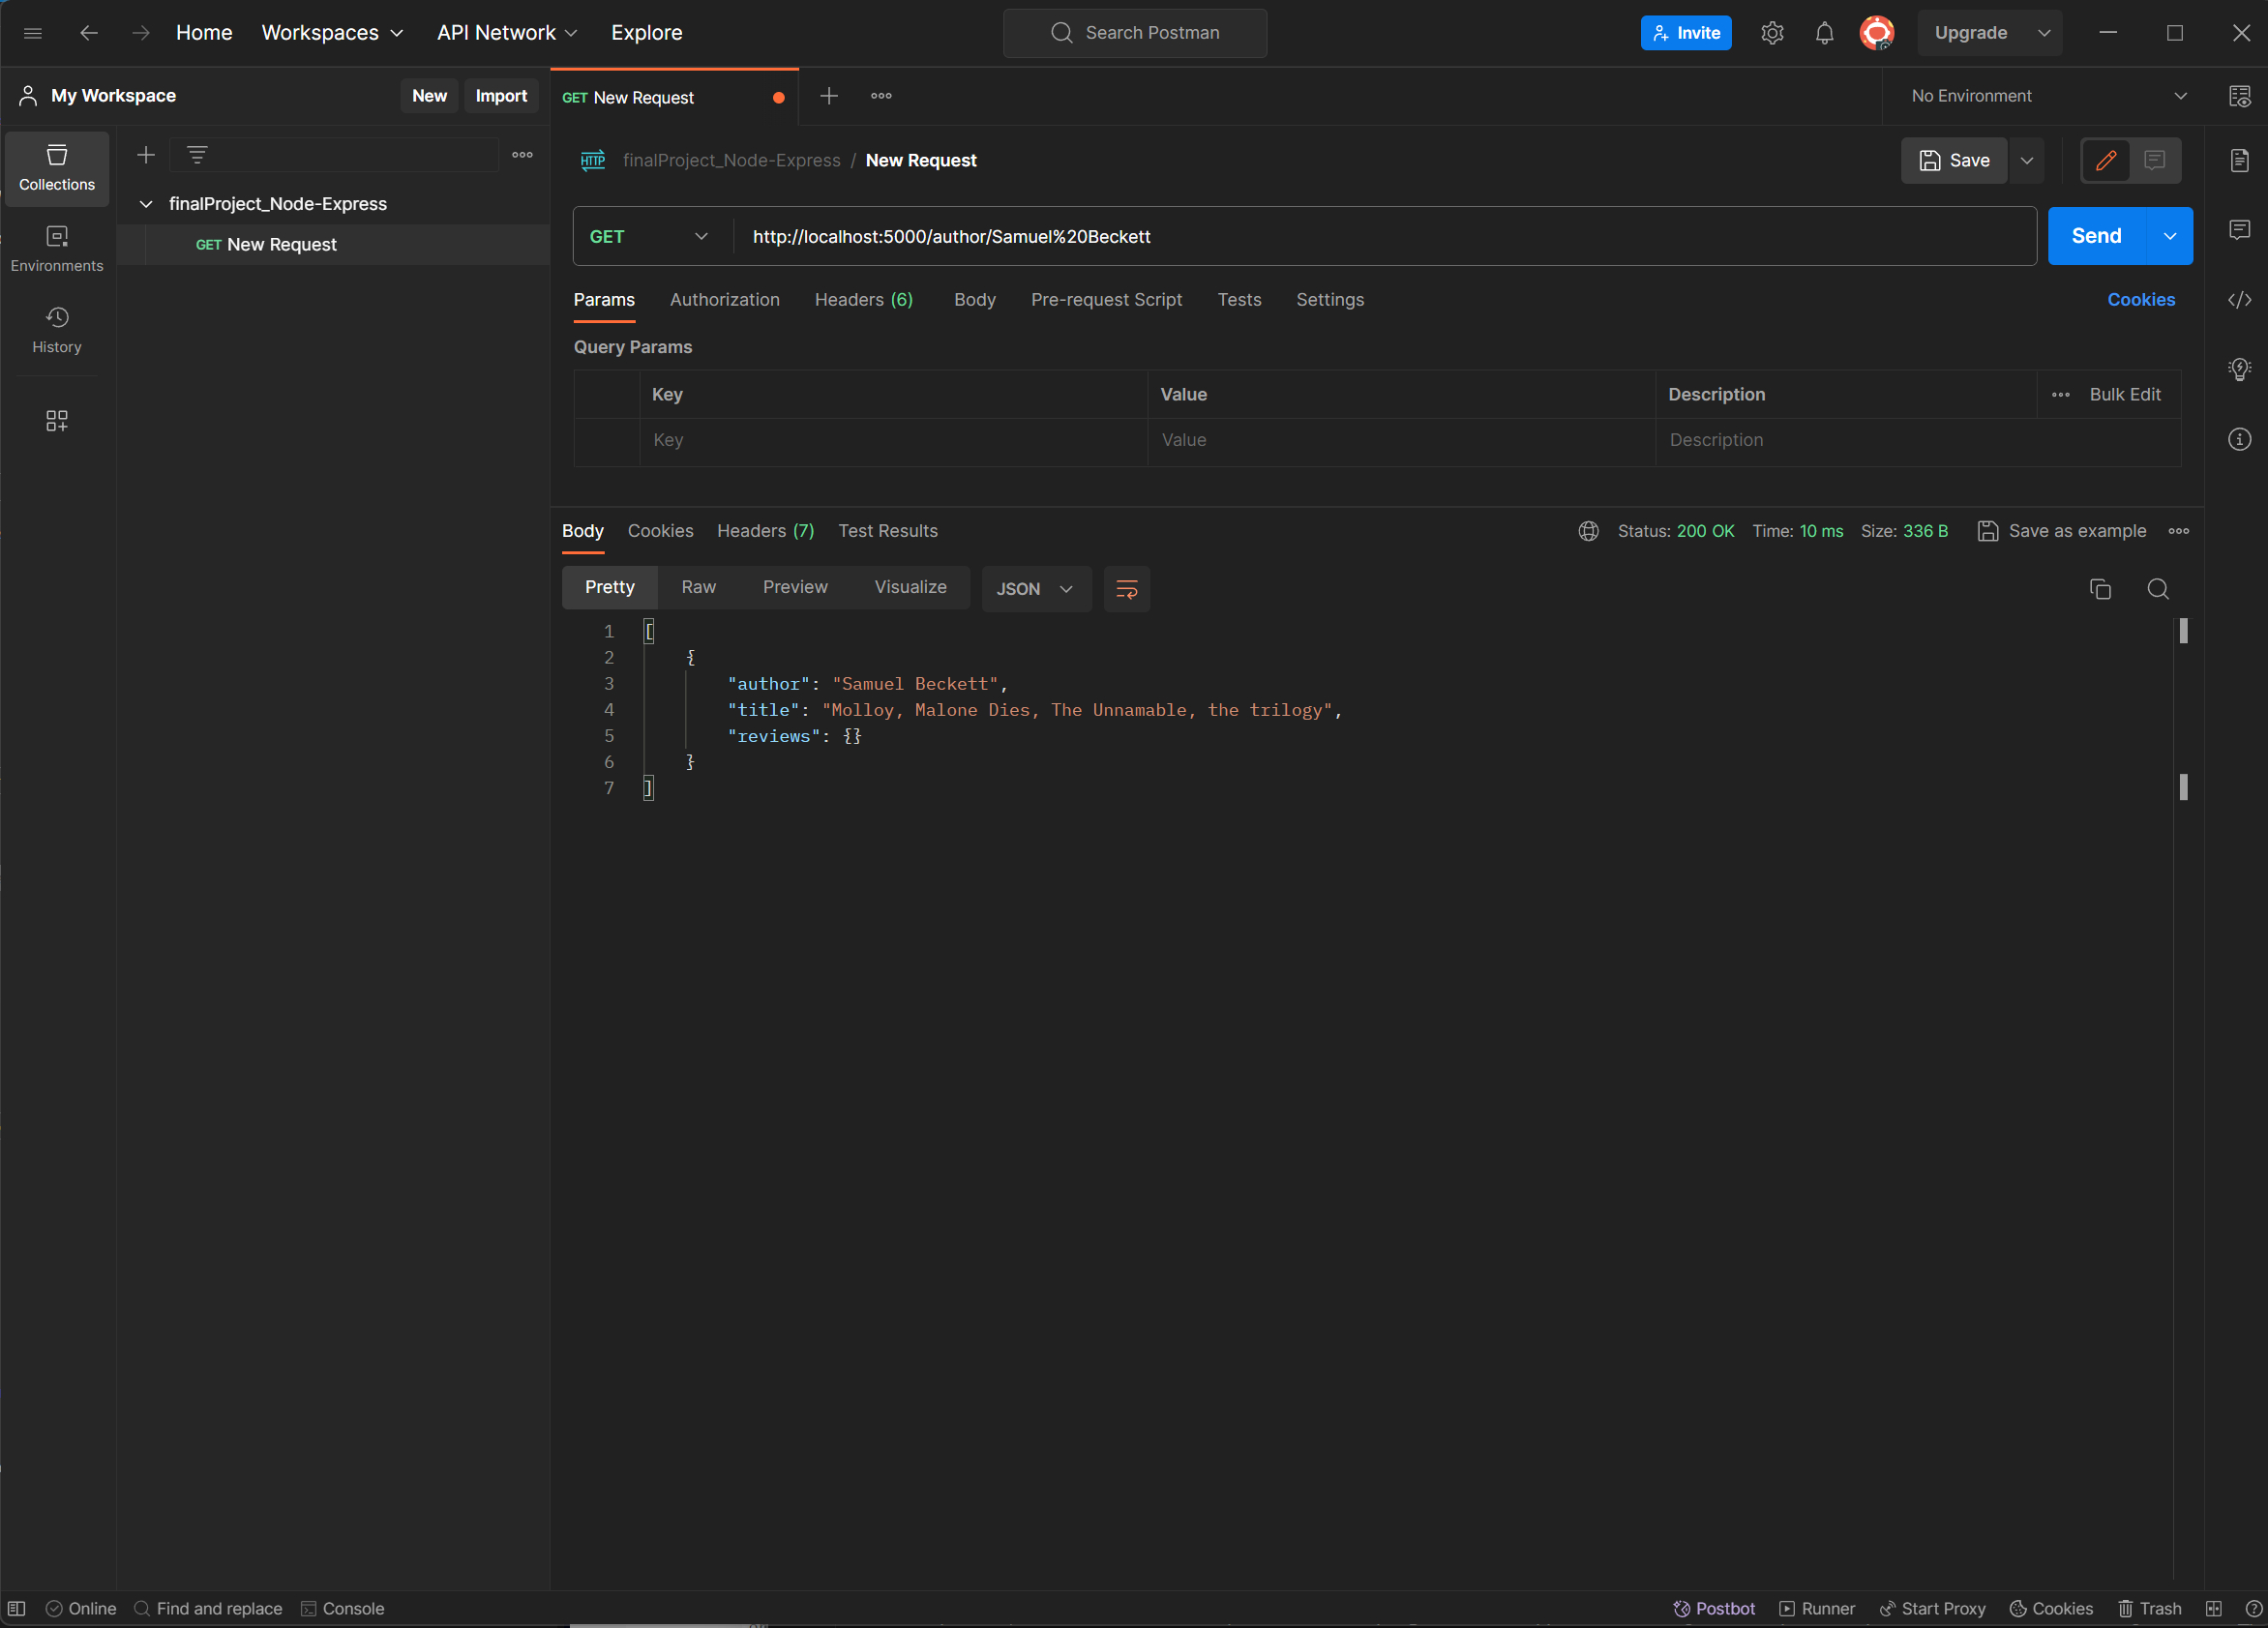 Home Workspaces API Network Explore Search Postman Invite Upgrade
My Workspace New Import GET New Request No Environment
Collections
Environments
History
finalProject_Node-Express
GET New Request
HTTP finalProject_Node-Express / New Request Save
GET http://localhost:5000/author/Samuel%20Beckett Send
Params Authorization Headers (6) Body Pre-request Script Tests Settings Cookies
Query Params
Key Value Description Bulk Edit
Key Value Description
Body Cookies Headers (7) Test Results Status: 200 OK Time: 10 ms Size: 336 B Save as example
Pretty Raw Preview Visualize JSON
1 [
2 {
3 "author": "Samuel Beckett",
4 "title": "Molloy, Malone Dies, The Unnamable, the trilogy",
5 "reviews": {}
6 }
7 ]
Online Find and replace Console Postbot Runner Start Proxy Cookies Trash